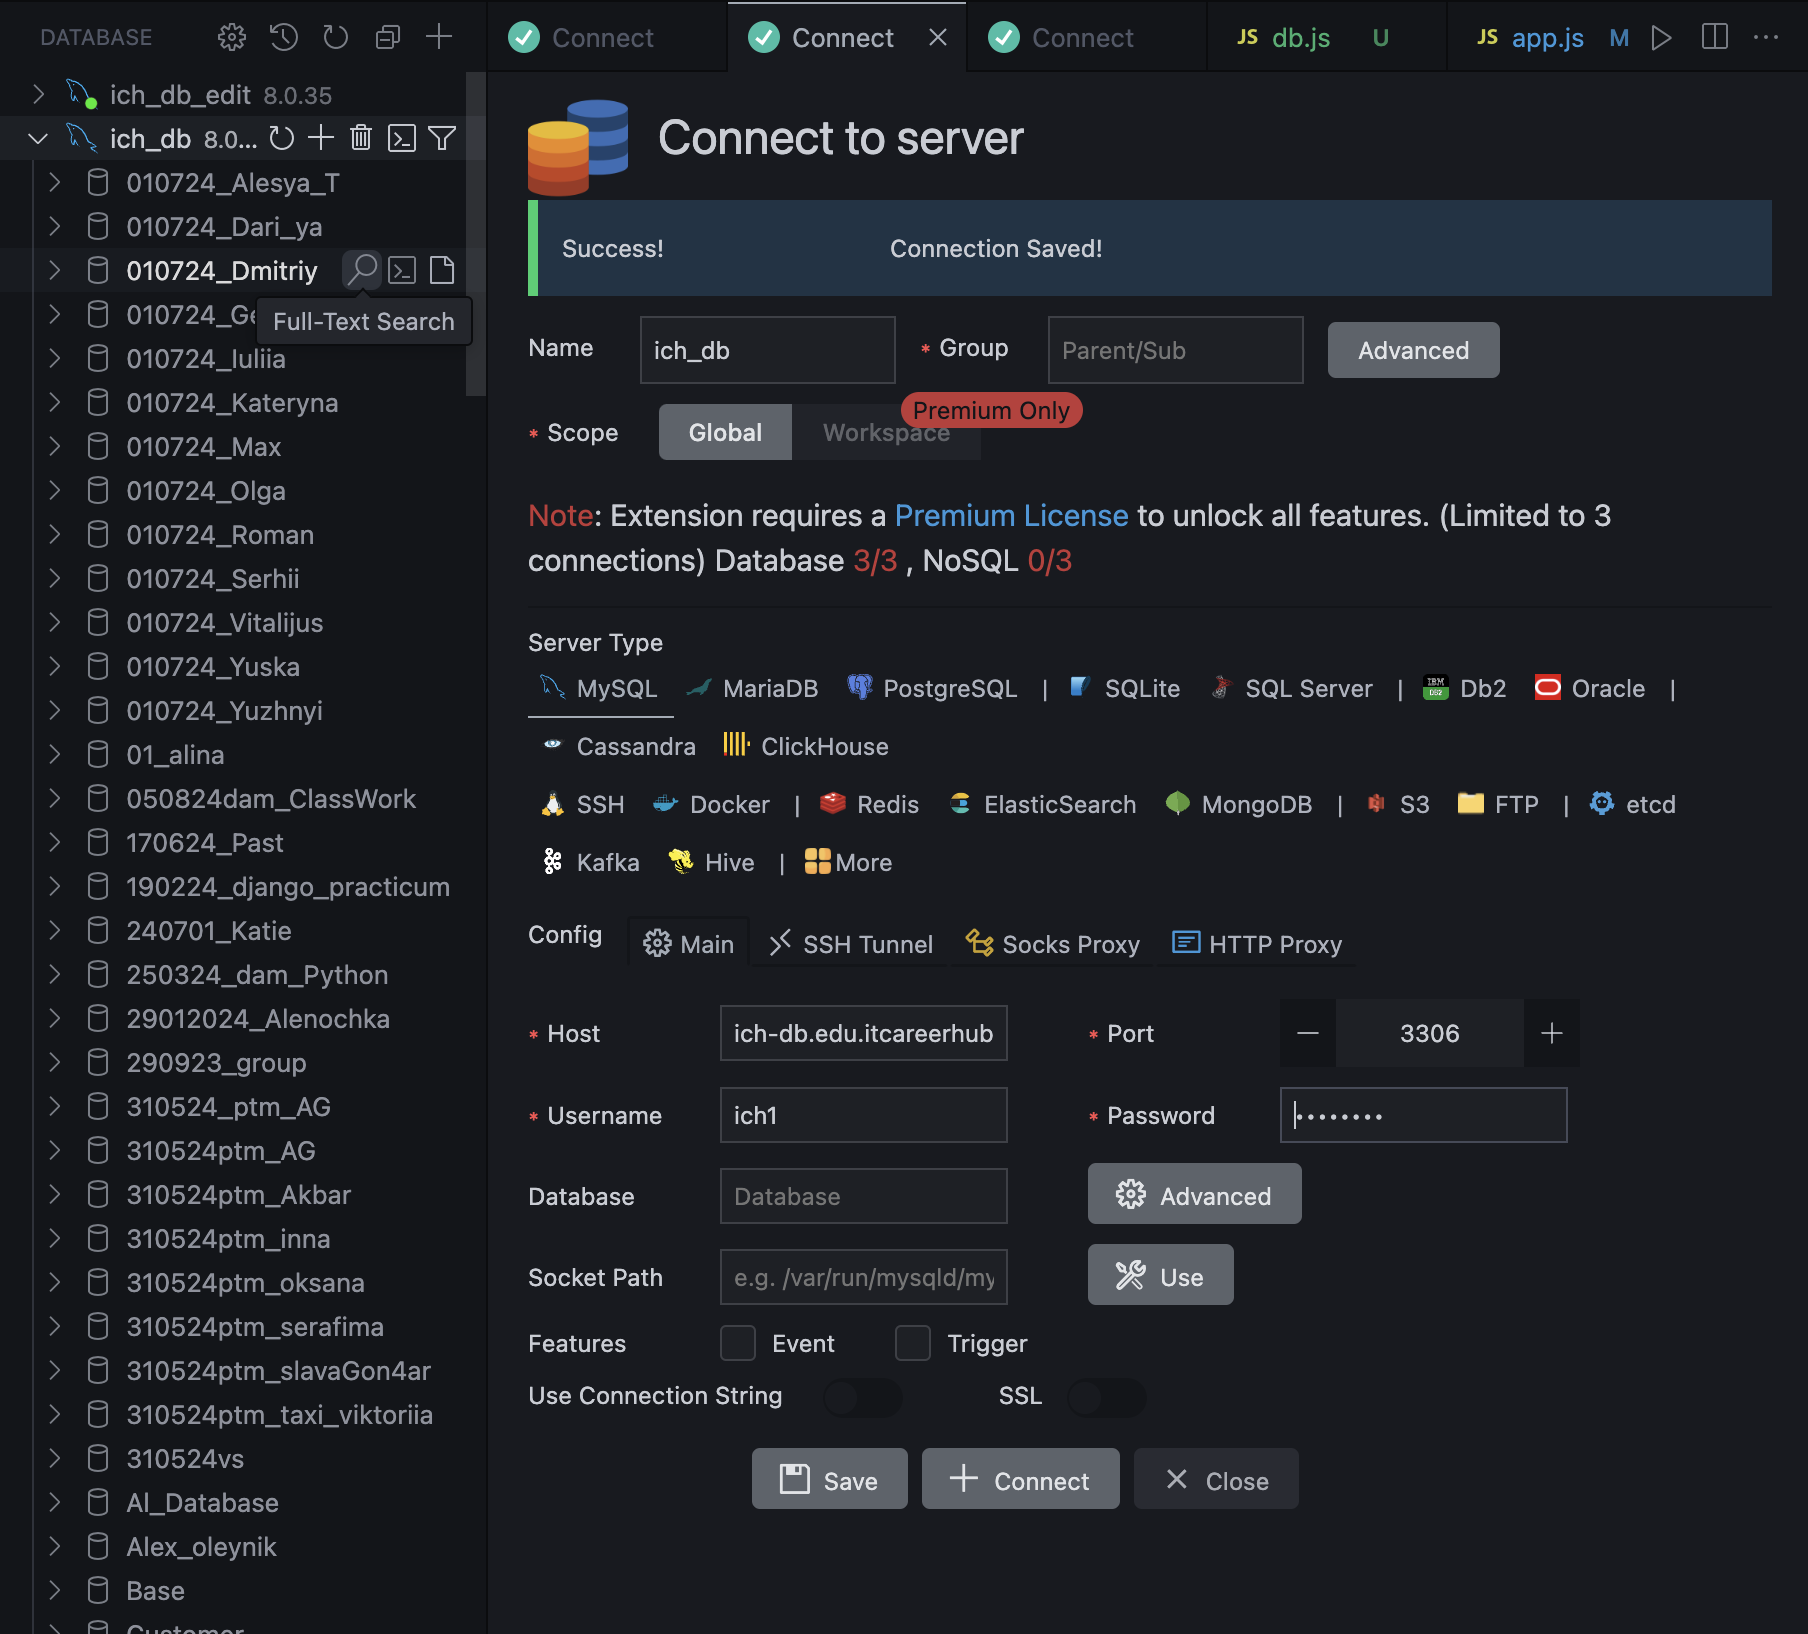 DATABASE
Connect
Connect
Connect
JS db.js U
JS app.js M
ich_db_edit 8.0.35
ich_db 8.0...
010724_Alesya_T
010724_Dari_ya
010724_Dmitriy
010724_Ge
Full-Text Search
010724_Iuliia
010724_Kateryna
010724_Max
010724_Olga
010724_Roman
010724_Serhii
010724_Vitalijus
010724_Yuska
010724_Yuzhnyi
01_alina
050824dam_ClassWork
170624_Past
190224_django_practicum
240701_Katie
250324_dam_Python
29012024_Alenochka
290923_group
310524_ptm_AG
310524ptm_AG
310524ptm_Akbar
310524ptm_inna
310524ptm_oksana
310524ptm_serafima
310524ptm_slavaGon4ar
310524ptm_taxi_viktoriia
310524vs
Al_Database
Alex_oleynik
Base
Customer
Connect to server
Success! Connection Saved!
Name ich_db * Group Parent/Sub Advanced
Premium Only
* Scope Global Workspace
Note: Extension requires a Premium License to unlock all features. (Limited to 3
connections) Database 3/3 , NoSQL 0/3
Server Type
MySQL MariaDB PostgreSQL | SQLite SQL Server | IBM DB2 Db2 Oracle |
Cassandra ClickHouse
SSH Docker | Redis ElasticSearch MongoDB | S3 FTP | etcd
Kafka Hive | More
Config Main SSH Tunnel Socks Proxy HTTP Proxy
* Host ich-db.edu.itcareerhub * Port 3306
* Username ich1 * Password ••••••••
Database Database Advanced
Socket Path e.g. /var/run/mysqld/my Use
Features Event Trigger
Use Connection String SSL
Save Connect Close